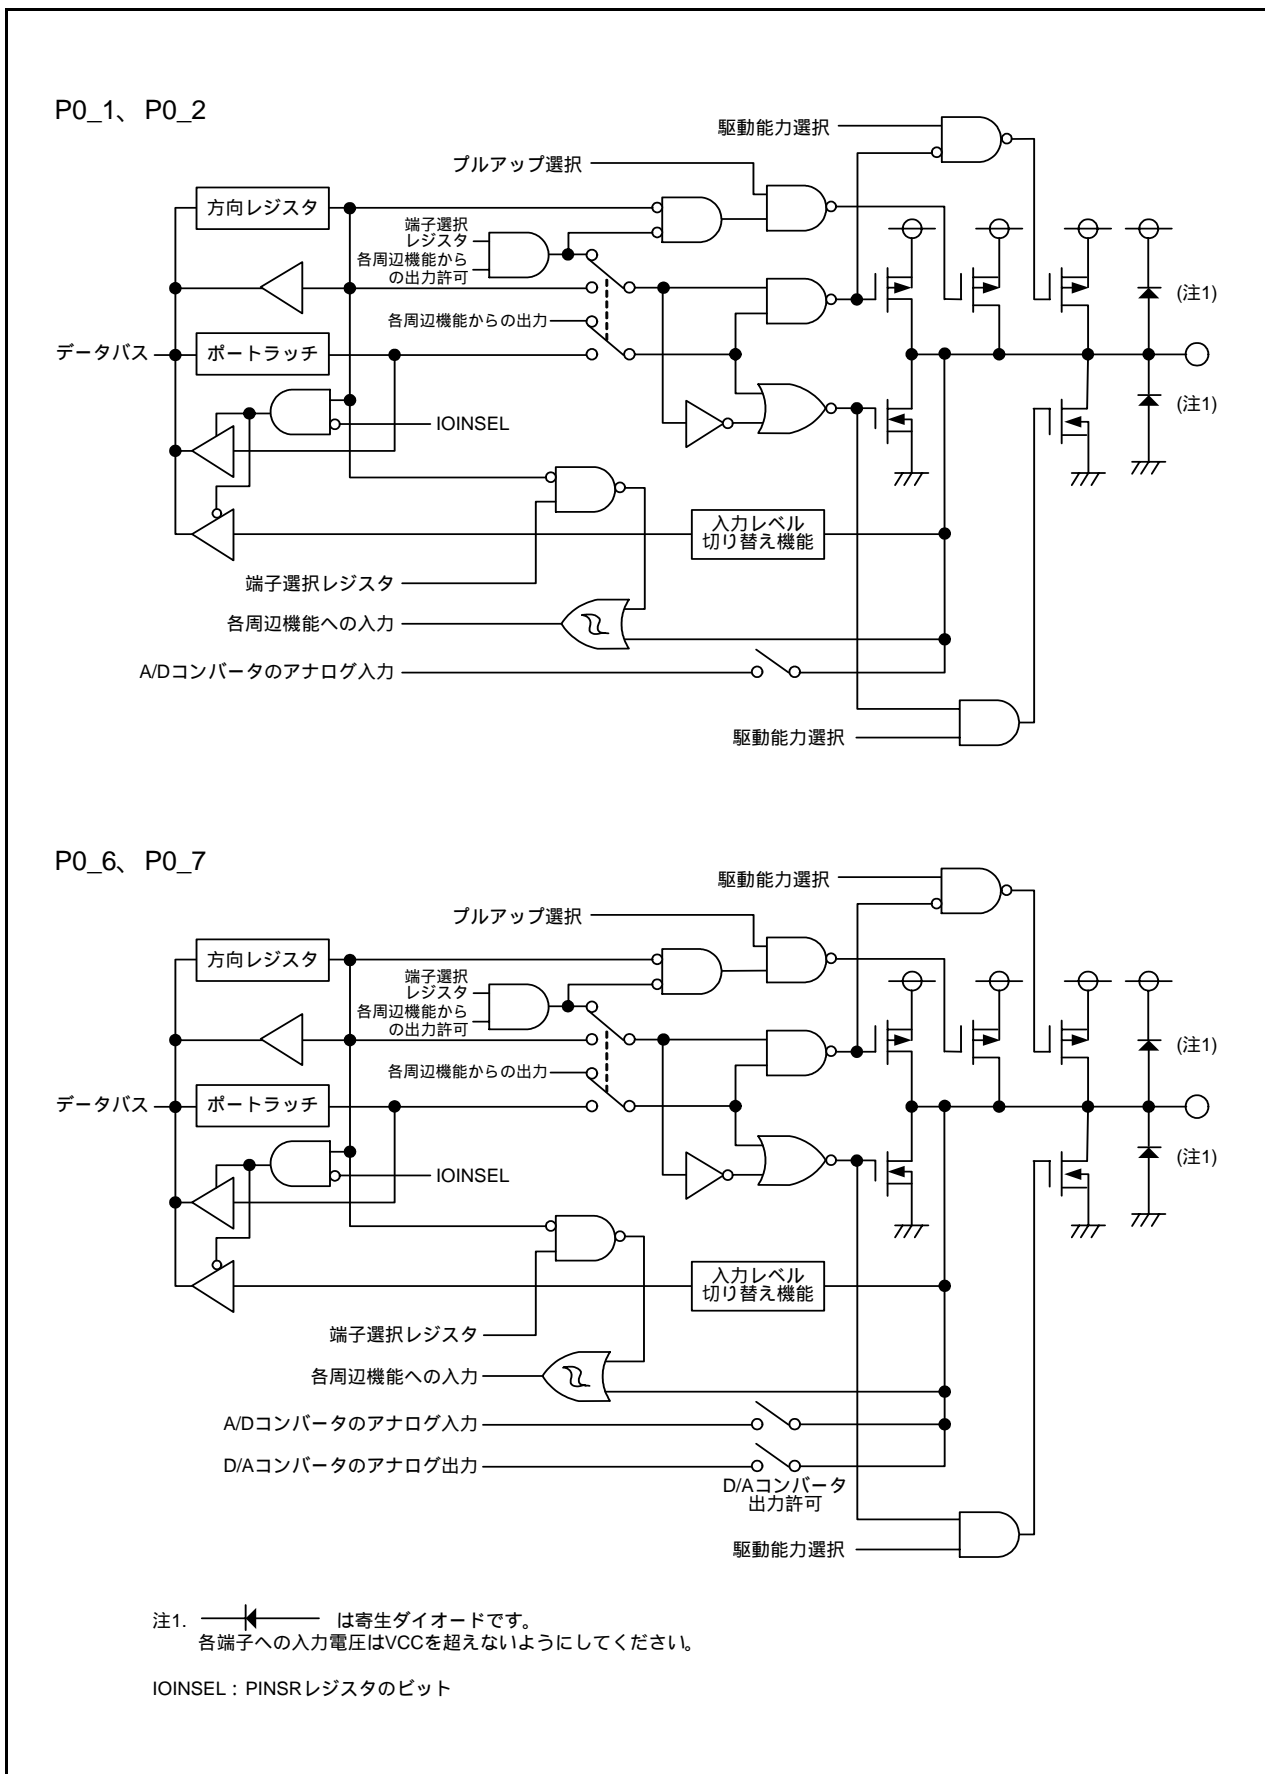 P0_1、P0_2
駆動能力選択
プルアップ選択
方向レジスタ
端子選択
レジスタ
各周辺機能から
の出力許可
(注1)
各周辺機能からの出力
データバス
ポートラッチ
(注1)
IOINSEL
入力レベル
切り替え機能
端子選択レジスタ
各周辺機能への入力
A/Dコンバータのアナログ入力
駆動能力選択
P0_6、P0_7
駆動能力選択
プルアップ選択
方向レジスタ
端子選択
レジスタ
各周辺機能から
の出力許可
(注1)
各周辺機能からの出力
データバス
ポートラッチ
(注1)
IOINSEL
入力レベル
切り替え機能
端子選択レジスタ
各周辺機能への入力
A/Dコンバータのアナログ入力
D/Aコンバータのアナログ出力
D/Aコンバータ
出力許可
駆動能力選択
注1. は寄生ダイオードです。
各端子への入力電圧はVCCを超えないようにしてください。
IOINSEL：PINSRレジスタのビット